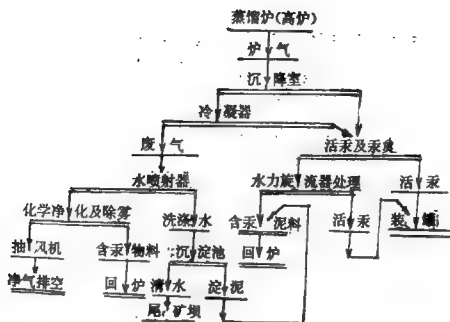 蒸馏炉(高炉)
炉气
沉降室
冷凝器
废气
活汞及汞炱
水喷射器
水力旋流器处理
活汞
化学净化及除雾
洗涤水
含汞泥料
活汞
装罐
抽风机
含汞物料
沉淀池
回炉
净气排空
回炉
清水
淀泥
尾矿坝